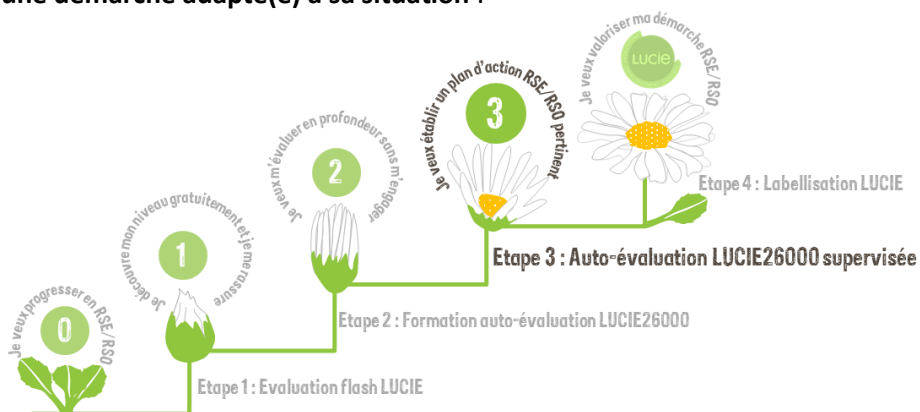 une démarche adapté(e) à sa situation :
Je veux progresser en RSE/RSO
0
Je découvre mon niveau gratuitement et je me rassure
1
Etape 1 : Evaluation flash LUCIE
Je veux m'évaluer en profondeur sans m'engager
2
Etape 2 : Formation auto-évaluation LUCIE26000
Je veux établir un plan d'action RSE/RSO pertinent
3
Etape 3 : Auto-évaluation LUCIE26000 supervisée
Je veux valoriser ma démarche RSE/RSO
LUCIE
Etape 4 : Labellisation LUCIE